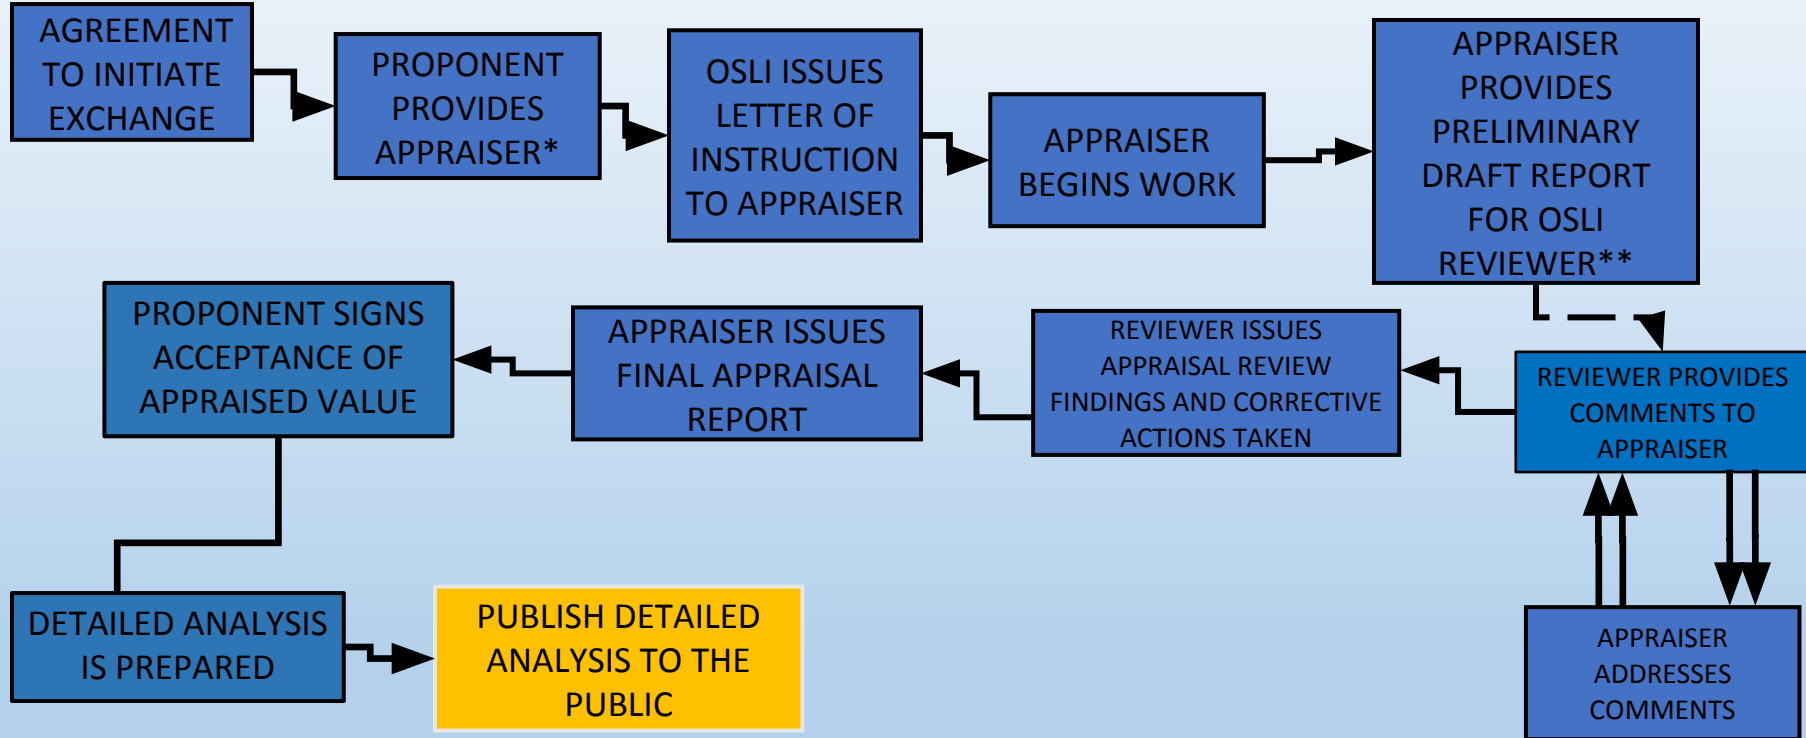 AGREEMENT
TO INITIATE
EXCHANGE
PROPONENT
PROVIDES
APPRAISER*
OSLI ISSUES
LETTER OF
INSTRUCTION
TO APPRAISER
APPRAISER
BEGINS WORK
APPRAISER
PROVIDES
PRELIMINARY
DRAFT REPORT
FOR OSLI
REVIEWER**
REVIEWER PROVIDES
COMMENTS TO
APPRAISER
APPRAISER
ADDRESSES
COMMENTS
REVIEWER ISSUES
APPRAISAL REVIEW
FINDINGS AND CORRECTIVE
ACTIONS TAKEN
APPRAISER ISSUES
FINAL APPRAISAL
REPORT
PROPONENT SIGNS
ACCEPTANCE OF
APPRAISED VALUE
DETAILED ANALYSIS
IS PREPARED
PUBLISH DETAILED
ANALYSIS TO THE
PUBLIC